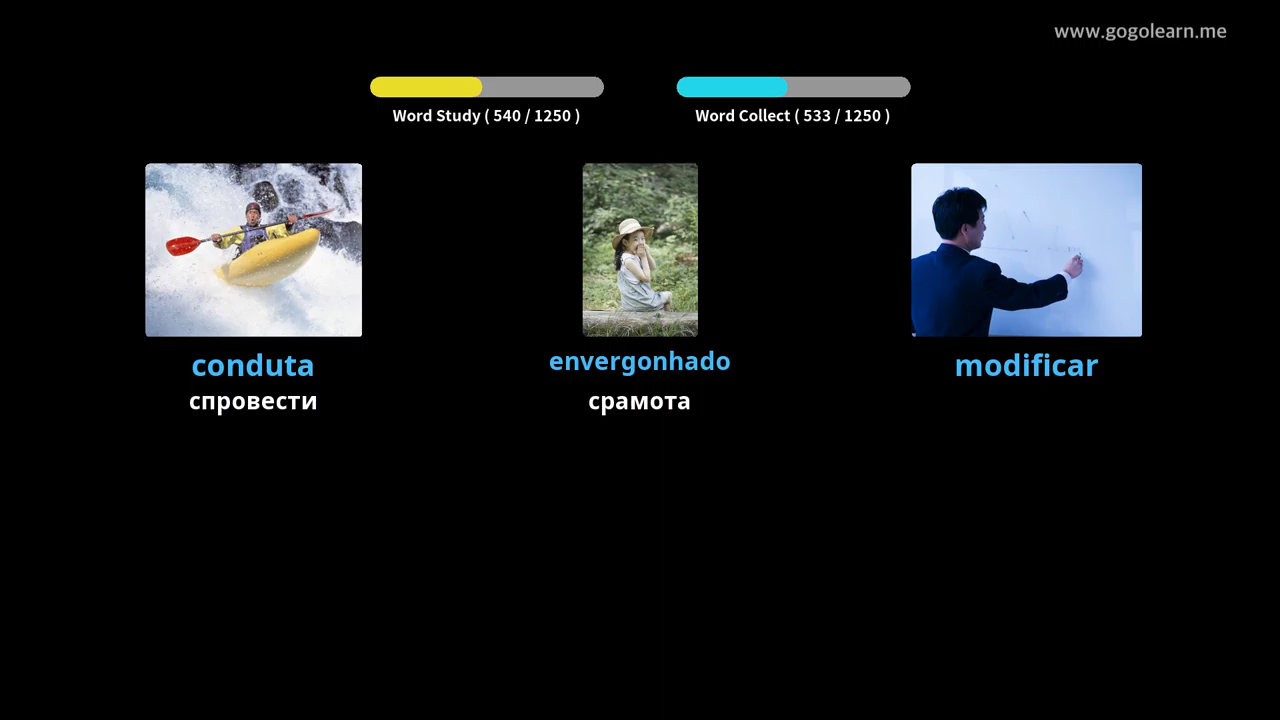 www.gogolearn.me
Word Study ( 540 / 1250 )
Word Collect ( 533 / 1250 )
conduta
envergonhado
modificar
спровести
срамота